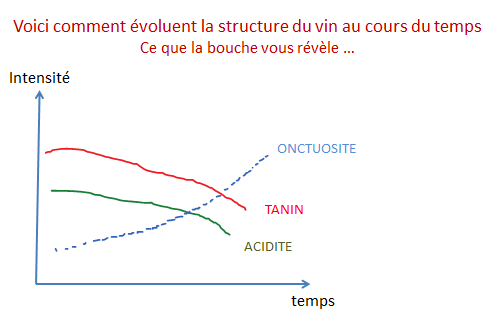 Voici comment évoluent la structure du vin au cours du temps
Ce que la bouche vous révèle ...
Intensité
ONCTUOSITE
TANIN
ACIDITE
temps